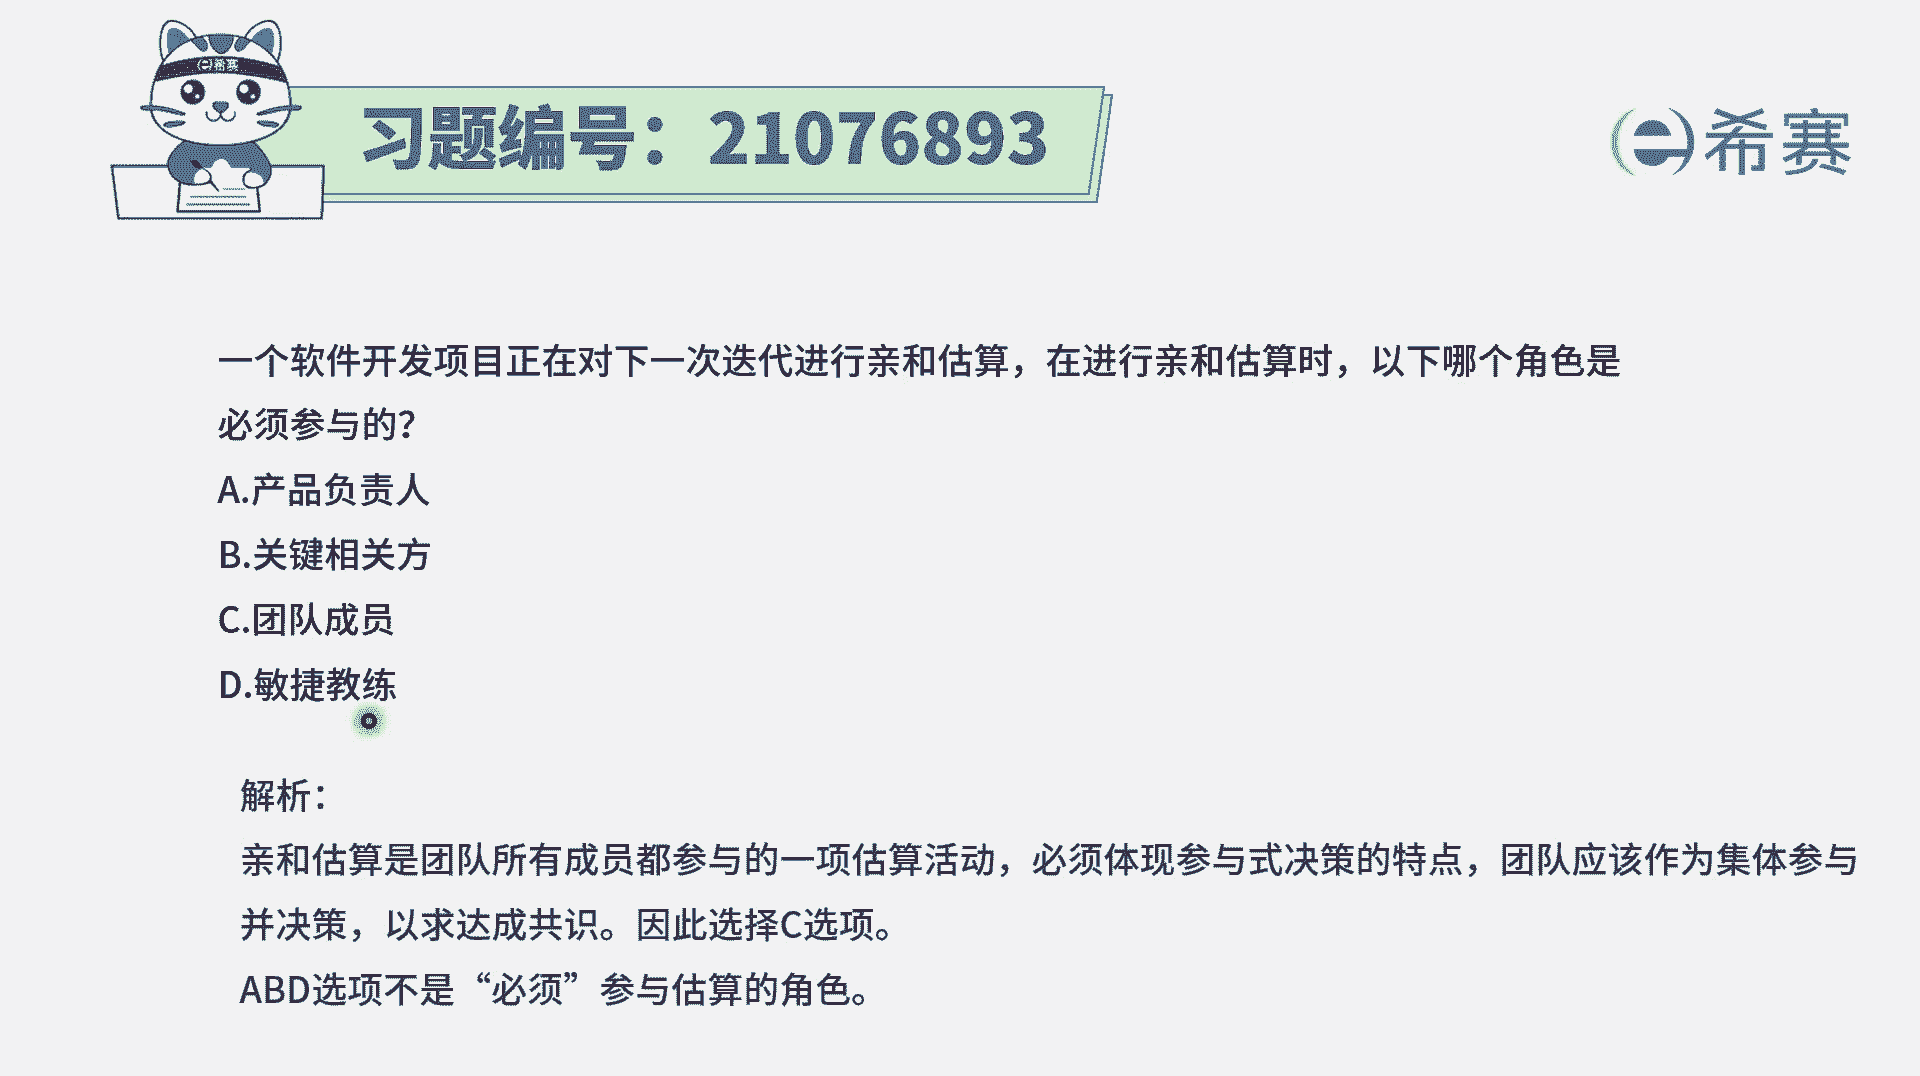 希赛
习题编号：21076893
希赛
一个软件开发项目正在对下一次迭代进行亲和估算，在进行亲和估算时，以下哪个角色是
必须参与的？
A.产品负责人
B.关键相关方
C.团队成员
D.敏捷教练
解析：
亲和估算是团队所有成员都参与的一项估算活动，必须体现参与式决策的特点，团队应该作为集体参与
并决策，以求达成共识。因此选择C选项。
ABD选项不是“必须”参与估算的角色。